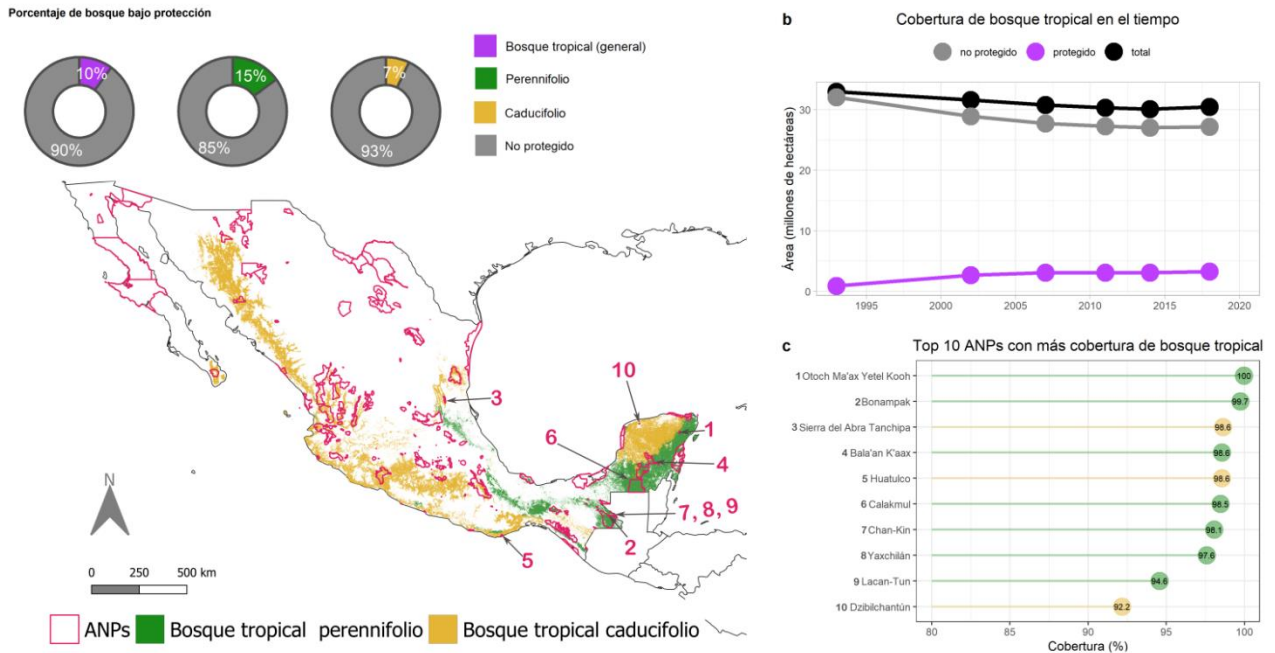 Porcentaje de bosque bajo protección
10%
90%
15%
85%
7%
93%
Bosque tropical (general)
Perennifolio
Caducifolio
No protegido
10
3
1
6
4
7, 8, 9
2
5
N
0 250 500 km
ANPs Bosque tropical perennifolio Bosque tropical caducifolio
b Cobertura de bosque tropical en el tiempo
no protegido protegido total
Área (millones de hectáreas)
30
20
10
0
1995 2000 2005 2010 2015 2020
c Top 10 ANPs con más cobertura de bosque tropical
1 Otoch Ma'ax Yetel Kooh 100
2 Bonampak 99.7
3 Sierra del Abra Tanchipa 98.6
4 Bala'an K'aax 98.6
5 Huatulco 98.6
6 Calakmul 98.5
7 Chan-Kin 98.1
8 Yaxchilán 97.6
9 Lacan-Tun 94.6
10 Dzibilchantún 92.2
80 85 90 95 100
Cobertura (%)